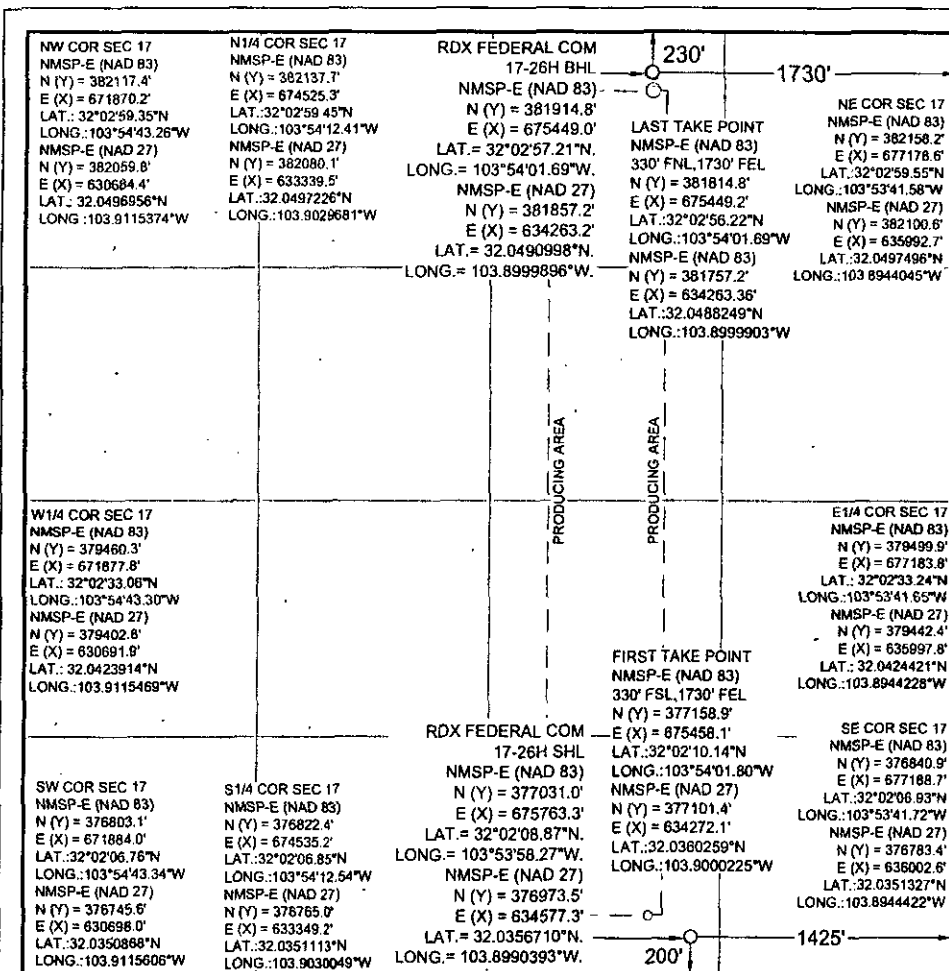 NW COR SEC 17
NMSP-E (NAD 83)
N (Y) = 382117.4'
E (X) = 671870.2'
LAT.: 32°02'59.35"N
LONG.:103°54'43.26"W
NMSP-E (NAD 27)
N (Y) = 382059.8'
E (X) = 630684.4'
LAT.: 32.0496956°N
LONG :103.9115374°W
N1/4 COR SEC 17
NMSP-E (NAD 83)
N (Y) = 382137.7'
E (X) = 674525.3'
LAT.:32°02'59.45"N
LONG.:103°54'12.41"W
NMSP-E (NAD 27)
N (Y) = 382080.1'
E (X) = 633339.5'
LAT.:32.0497226°N
LONG.:103.9029681°W
RDX FEDERAL COM
17-26H BHL
NMSP-E (NAD 83)
N (Y) = 381914.8'
E (X) = 675449.0'
LAT.= 32°02'57.21"N.
LONG.= 103°54'01.69"W.
NMSP-E (NAD 27)
N (Y) = 381857.2'
E (X) = 634263.2'
LAT.= 32.0490998°N.
LONG.= 103.8999896°W.
230'
1730'
LAST TAKE POINT
NMSP-E (NAD 83)
330' FNL,1730' FEL
N (Y) = 381814.8'
E (X) = 675449.2'
LAT.:32°02'56.22"N
LONG.:103°54'01.69"W
NMSP-E (NAD 83)
N (Y) = 381757.2'
E (X) = 634263.36'
LAT.:32.0488249°N
LONG.:103.8999903°W
NE COR SEC 17
NMSP-E (NAD 83)
N (Y) = 382158.2'
E (X) = 677178.6'
LAT.:32°02'59.55"N
LONG.:103°53'41.58"W
NMSP-E (NAD 27)
N (Y) = 382100.6'
E (X) = 635992.7'
LAT.:32.0497496°N
LONG.:103 8944045°W
PRODUCING AREA
PRODUCING AREA
W1/4 COR SEC 17
NMSP-E (NAD 83)
N (Y) = 379460.3'
E (X) = 671877.8'
LAT.: 32°02'33.06"N
LONG.:103°54'43.30"W
NMSP-E (NAD 27)
N (Y) = 379402.8'
E (X) = 630691.9'
LAT.: 32.0423914°N
LONG.:103.9115469°W
E1/4 COR SEC 17
NMSP-E (NAD 83)
N (Y) = 379499.9'
E (X) = 677183.8'
LAT.: 32°02'33.24"N
LONG.:103°53'41.65"W
NMSP-E (NAD 27)
N (Y) = 379442.4'
E (X) = 635997.8'
LAT.: 32.0424421°N
LONG.:103.8944228°W
FIRST TAKE POINT
NMSP-E (NAD 83)
330' FSL,1730' FEL
N (Y) = 377158.9'
E (X) = 675458.1'
LAT.:32°02'10.14"N
LONG.:103°54'01.80"W
NMSP-E (NAD 27)
N (Y) = 377101.4'
E (X) = 634272.1'
LAT.:32.0360259°N
LONG.:103.9000225°W
SW COR SEC 17
NMSP-E (NAD 83)
N (Y) = 376803.1'
E (X) = 671884.0'
LAT.:32°02'06.76"N
LONG.:103°54'43.34"W
NMSP-E (NAD 27)
N (Y) = 376745.6'
E (X) = 630698.0'
LAT.:32.0350868°N
LONG.:103.9115606°W
S1/4 COR SEC 17
NMSP-E (NAD 83)
N (Y) = 376822.4'
E (X) = 674535.2'
LAT.:32°02'06.85"N
LONG.:103°54'12.54"W
NMSP-E (NAD 27)
N (Y) = 376765.0'
E (X) = 633349.2'
LAT.:32.0351113°N
LONG.:103.9030049°W
RDX FEDERAL COM
17-26H SHL
NMSP-E (NAD 83)
N (Y) = 377031.0'
E (X) = 675763.3'
LAT.= 32°02'08.87"N.
LONG.= 103°53'58.27"W.
NMSP-E (NAD 27)
N (Y) = 376973.5'
E (X) = 634577.3'
LAT.= 32.0356710°N.
LONG.= 103.8990393°W.
SE COR SEC 17
NMSP-E (NAD 83)
N (Y) = 376840.9'
E (X) = 677188.7'
LAT.:32°02'06.93"N
LONG.:103°53'41.72"W
NMSP-E (NAD 27)
N (Y) = 376783.4'
E (X) = 636002.6'
LAT.:32.0351327°N
LONG.:103.8944422°W
1425'
200'